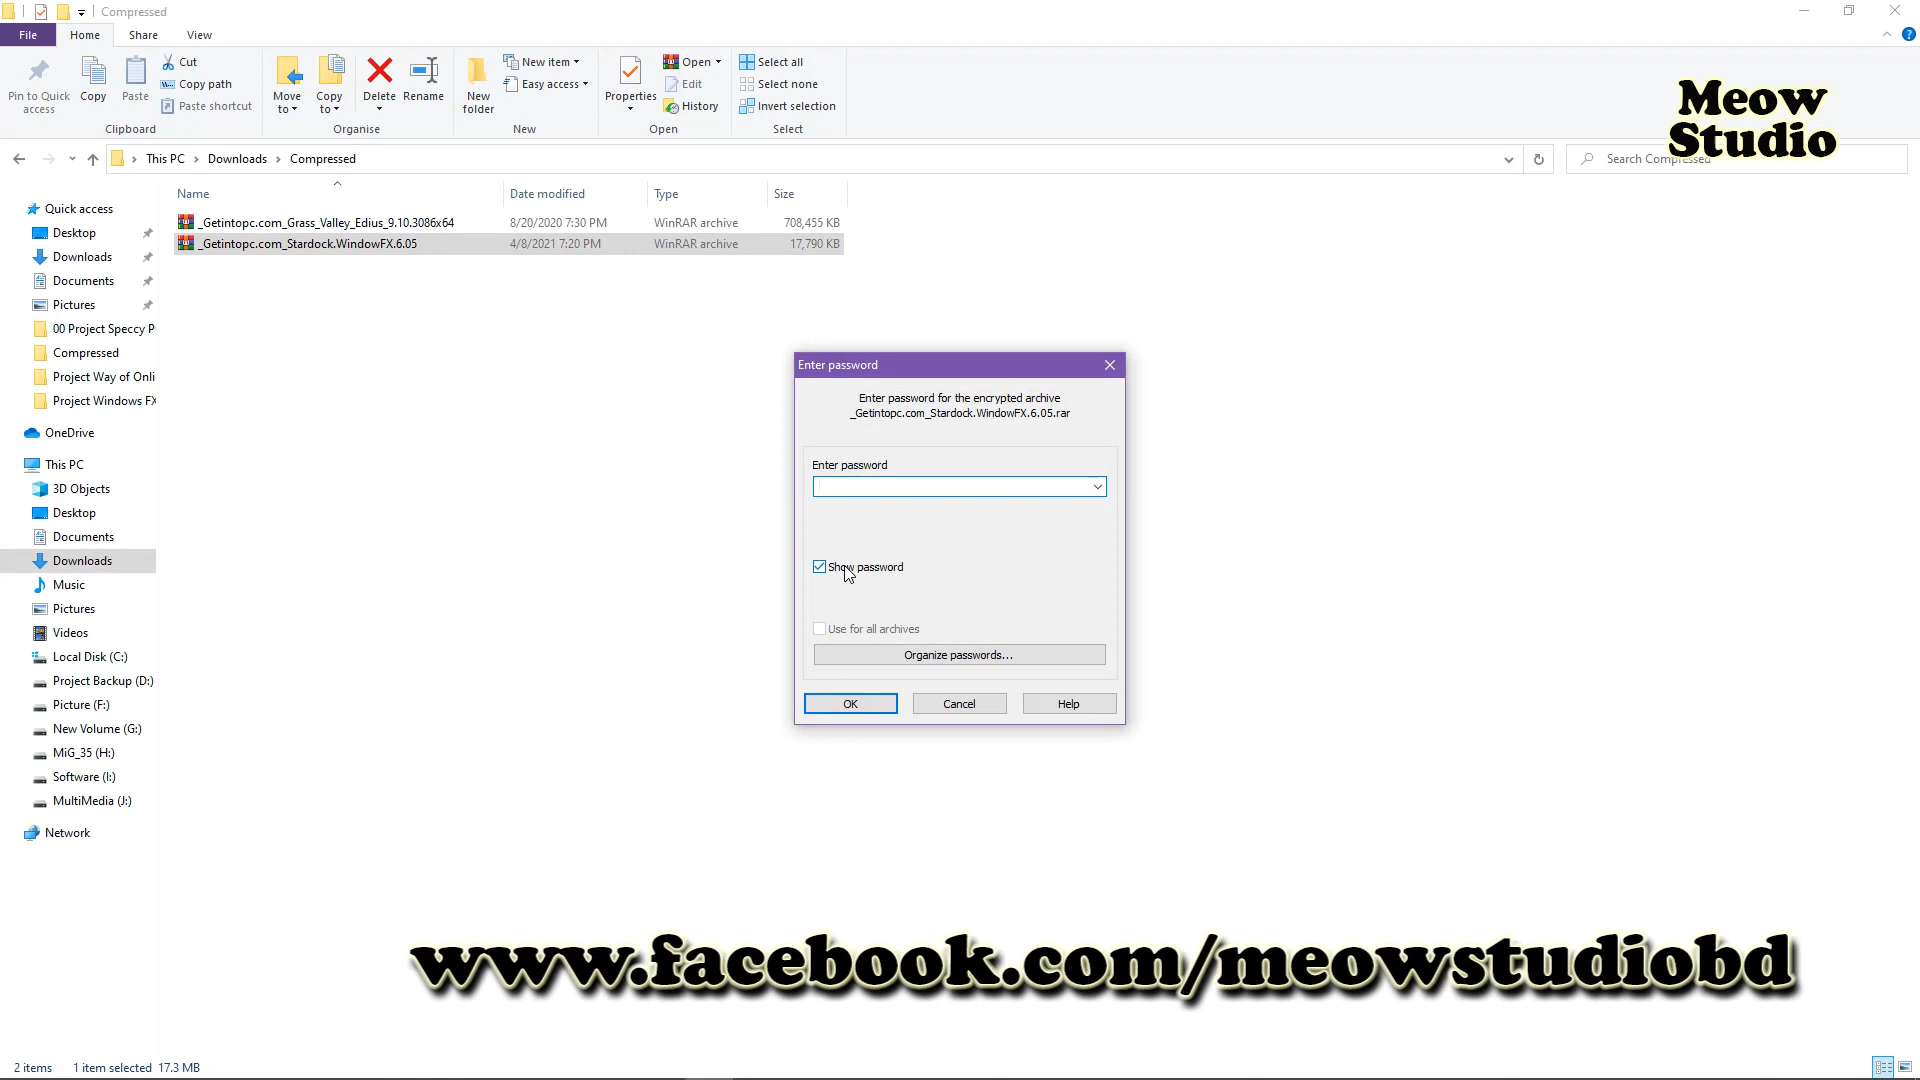 Compressed
File Home Share View
Pin to Quick access
Copy
Paste
Cut
Copy path
Paste shortcut
Clipboard
Move to
Copy to
Delete
Rename
Organise
New folder
New item
Easy access
New
Properties
Open
Edit
History
Open
Select all
Select none
Invert selection
Select
Meow
Studio
This PC > Downloads > Compressed
Search Compressed
Name Date modified Type Size
_Getintopc.com_Grass_Valley_Edius_9.10.3086x64 8/20/2020 7:30 PM WinRAR archive 708,455 KB
_Getintopc.com_Stardock.WindowFX.6.05 4/8/2021 7:20 PM WinRAR archive 17,790 KB
Quick access
Desktop
Downloads
Documents
Pictures
00 Project Speccy P
Compressed
Project Way of Onli
Project Windows FX
OneDrive
This PC
3D Objects
Desktop
Documents
Downloads
Music
Pictures
Videos
Local Disk (C:)
Project Backup (D:)
Picture (F:)
New Volume (G:)
MiG_35 (H:)
Software (I:)
MultiMedia (J:)
Network
Enter password
Enter password for the encrypted archive
_Getintopc.com_Stardock.WindowFX.6.05.rar
Enter password
Show password
Use for all archives
Organize passwords...
OK Cancel Help
www.facebook.com/meowstudiobd
2 items 1 item selected 17.3 MB